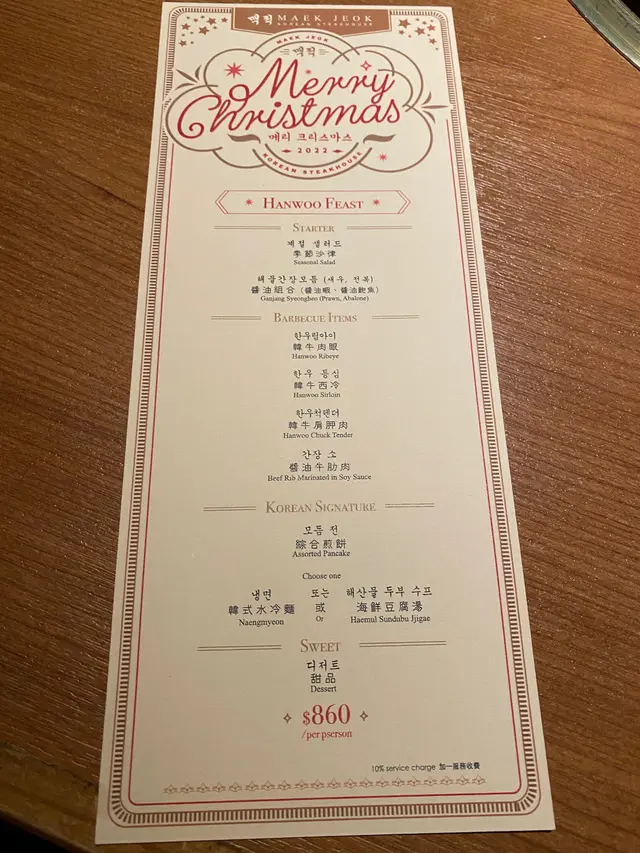 맥적 MAEK JEOK
KOREAN STEAKHOUSE
MAEK JEOK
맥적
Merry
Christmas
메리 크리스마스
2022
KOREAN STEAKHOUSE
HANWOO FEAST
STARTER
계절 샐러드
季節沙律
Seasonal Salad
해물간장모듬 (새우, 전복)
醬油組合 (醬油蝦、醬油鮑魚)
Ganjang Syeongheo (Prawn, Abalone)
BARBECUE ITEMS
한우립아이
韓牛肉眼
Hanwoo Ribeye
한우 등심
韓牛西冷
Hanwoo Sirloin
한우척텐더
韓牛肩胛肉
Hanwoo Chuck Tender
간장 소
醬油牛肋肉
Beef Rib Marinated in Soy Sauce
KOREAN SIGNATURE
모듬 전
綜合煎餅
Assorted Pancake
Choose one
냉면 또는 해산물 두부 수프
韓式水冷麵 或 海鮮豆腐湯
Naengmyeon Or Haemul Sundubu Jjigae
SWEET
디저트
甜品
Dessert
$860
/per pserson
10% service charge 加一服務收費